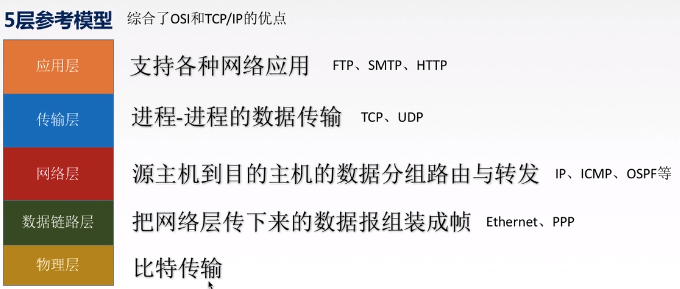 5层参考模型 综合了OSI和TCP/IP的优点
应用层 支持各种网络应用 FTP、SMTP、HTTP
传输层 进程-进程的数据传输 TCP、UDP
网络层 源主机到目的主机的数据分组路由与转发 IP、ICMP、OSPF等
数据链路层 把网络层传下来的数据报组装成帧 Ethernet、PPP
物理层 比特传输